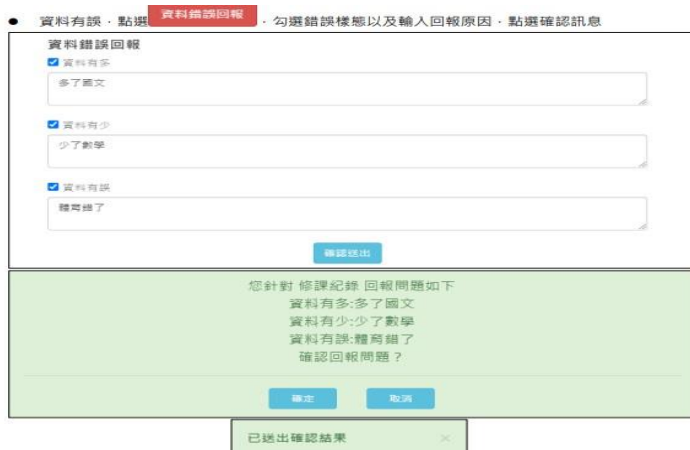 ● 資料有誤，點選 資料錯誤回報 ，勾選錯誤樣態以及輸入回報原因，點選確認訊息
資料錯誤回報
資料有多
多了國文
資料有少
少了數學
資料有誤
體育錯了
確認送出
您針對 修課紀錄 回報問題如下
資料有多:多了國文
資料有少:少了數學
資料有誤:體育錯了
確認回報問題？
確定 取消
已送出確認結果 ×